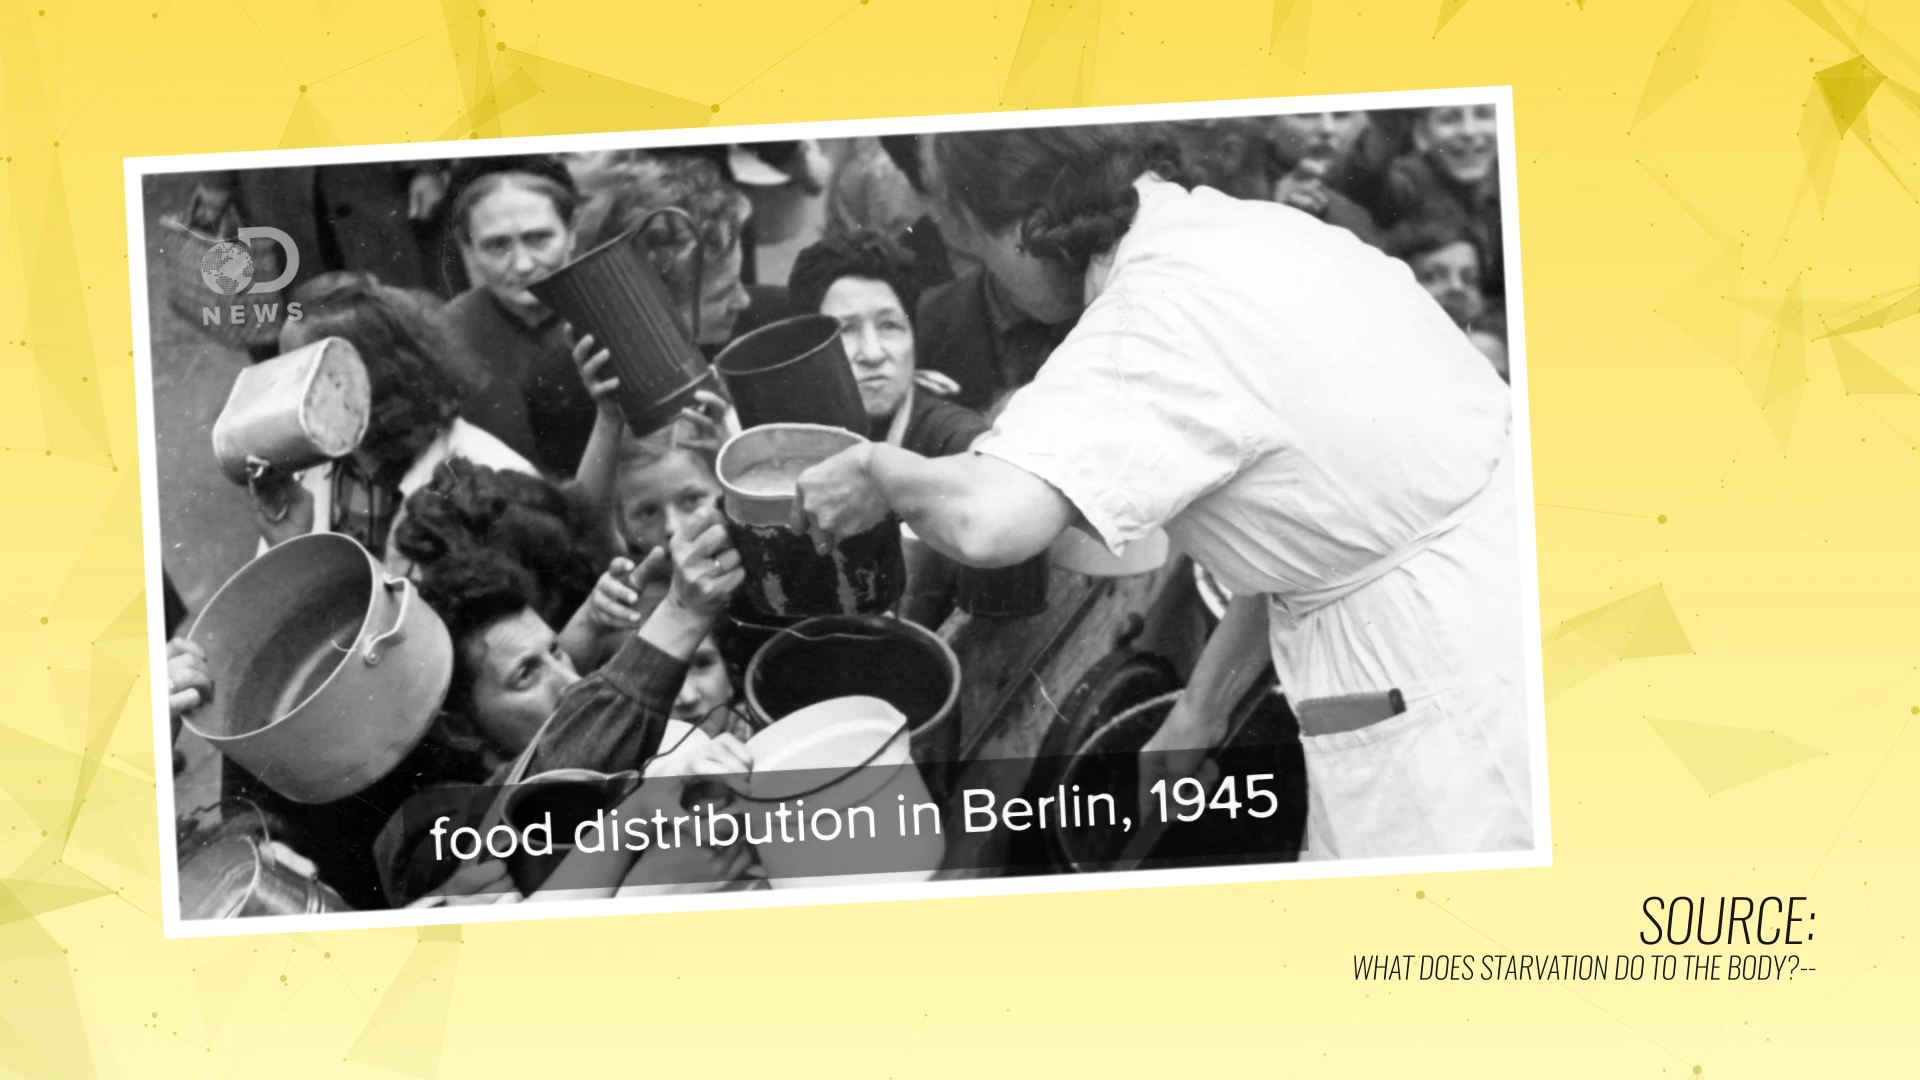 D
NEWS
food distribution in Berlin, 1945
SOURCE:
WHAT DOES STARVATION DO TO THE BODY?--